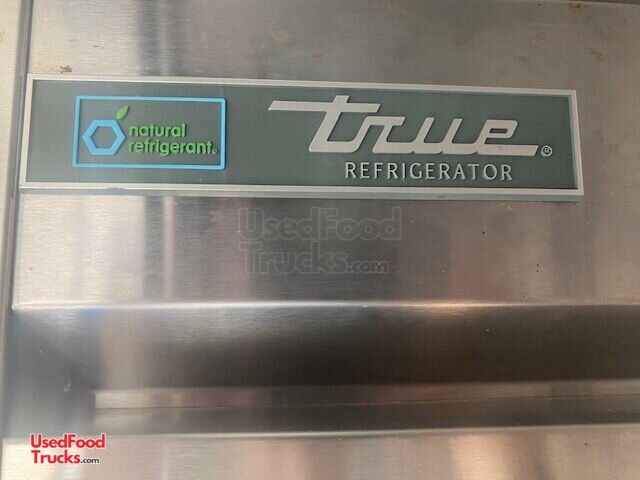 natural
refrigerant®
true®
REFRIGERATOR
UsedFood
Trucks.com
UsedFood
Trucks.com